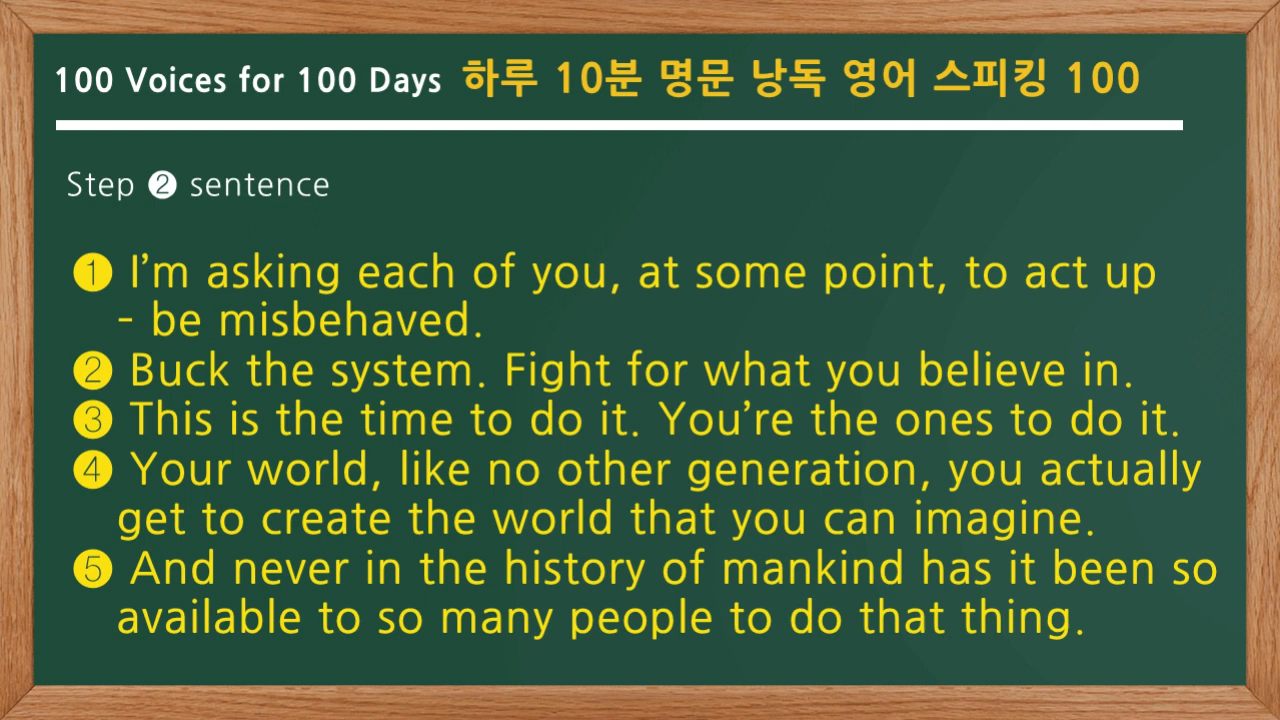 100 Voices for 100 Days 하루 10분 명문 낭독 영어 스피킹 100
Step ❷ sentence
❶ I’m asking each of you, at some point, to act up
– be misbehaved.
❷ Buck the system. Fight for what you believe in.
❸ This is the time to do it. You’re the ones to do it.
❹ Your world, like no other generation, you actually
get to create the world that you can imagine.
❺ And never in the history of mankind has it been so
available to so many people to do that thing.